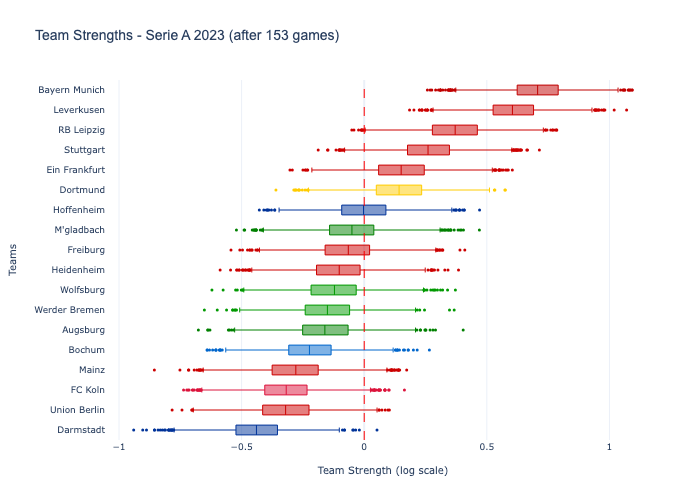 Team Strengths - Serie A 2023 (after 153 games)
Bayern Munich
Leverkusen
RB Leipzig
Stuttgart
Ein Frankfurt
Dortmund
Hoffenheim
M'gladbach
Freiburg
Heidenheim
Wolfsburg
Werder Bremen
Augsburg
Bochum
Mainz
FC Koln
Union Berlin
Darmstadt
Teams
−1
−0.5
0
0.5
1
Team Strength (log scale)